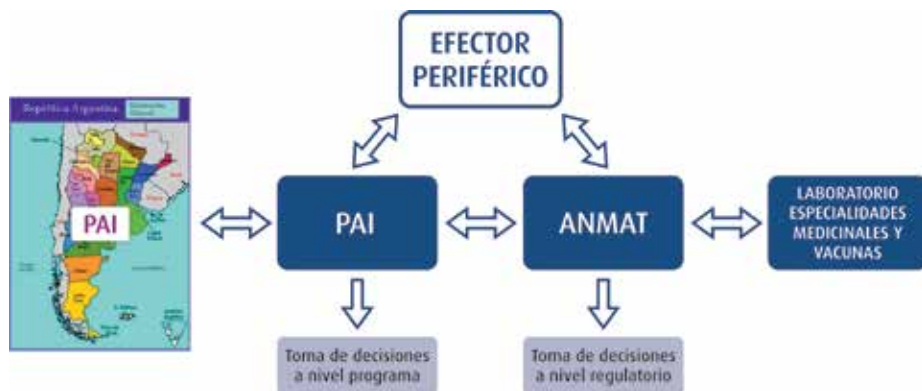 EFECTOR
PERIFÉRICO
República Argentina
PAI
PAI
ANMAT
LABORATORIO
ESPECIALIDADES
MEDICINALES Y
VACUNAS
Toma de decisiones
a nivel programa
Toma de decisiones
a nivel regulatorio